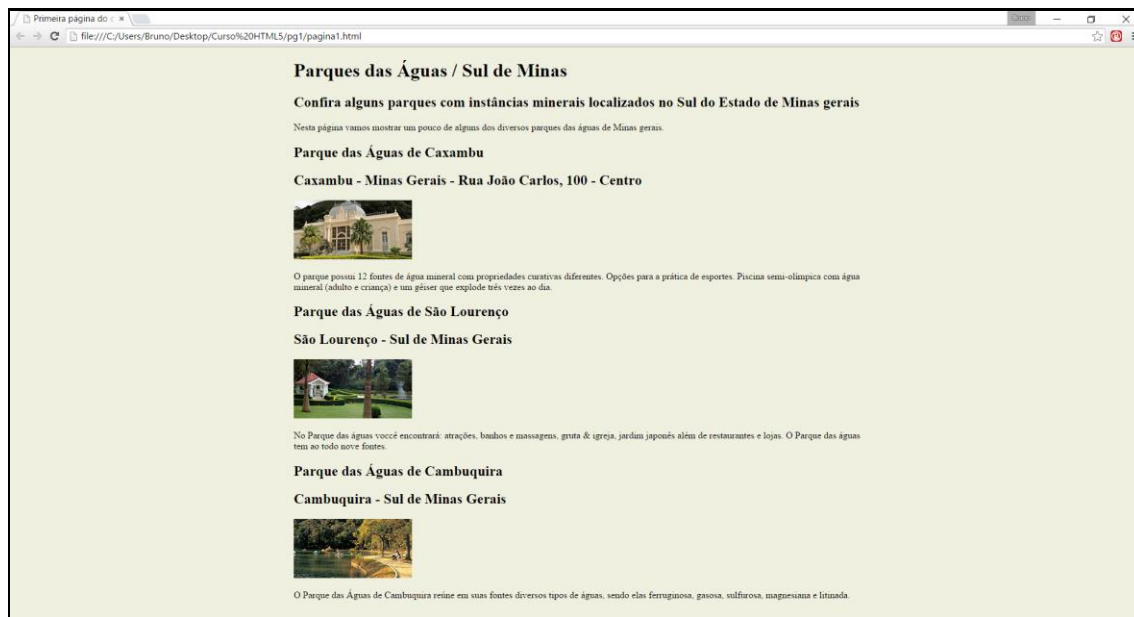 Primeira página do c
file:///C:/Users/Bruno/Desktop/Curso%20HTML5/pg1/pagina1.html
Parques das Águas / Sul de Minas
Confira alguns parques com instâncias minerais localizados no Sul do Estado de Minas gerais
Nesta página vamos mostrar um pouco de alguns dos diversos parques das águas de Minas gerais.
Parque das Águas de Caxambu
Caxambu - Minas Gerais - Rua João Carlos, 100 - Centro
O parque possui 12 fontes de água mineral com propriedades curativas diferentes. Opções para a prática de esportes. Piscina semi-olímpica com água
mineral (adulto e criança) e um gêiser que explode três vezes ao dia.
Parque das Águas de São Lourenço
São Lourenço - Sul de Minas Gerais
No Parque das águas voccê encontrará: atrações, banhos e massagens, gruta & igreja, jardim japonês além de restaurantes e lojas. O Parque das águas
tem ao todo nove fontes.
Parque das Águas de Cambuquira
Cambuquira - Sul de Minas Gerais
O Parque das Águas de Cambuquira reúne em suas fontes diversos tipos de águas, sendo elas ferruginosa, gasosa, sulfurosa, magnesiana e litinada.